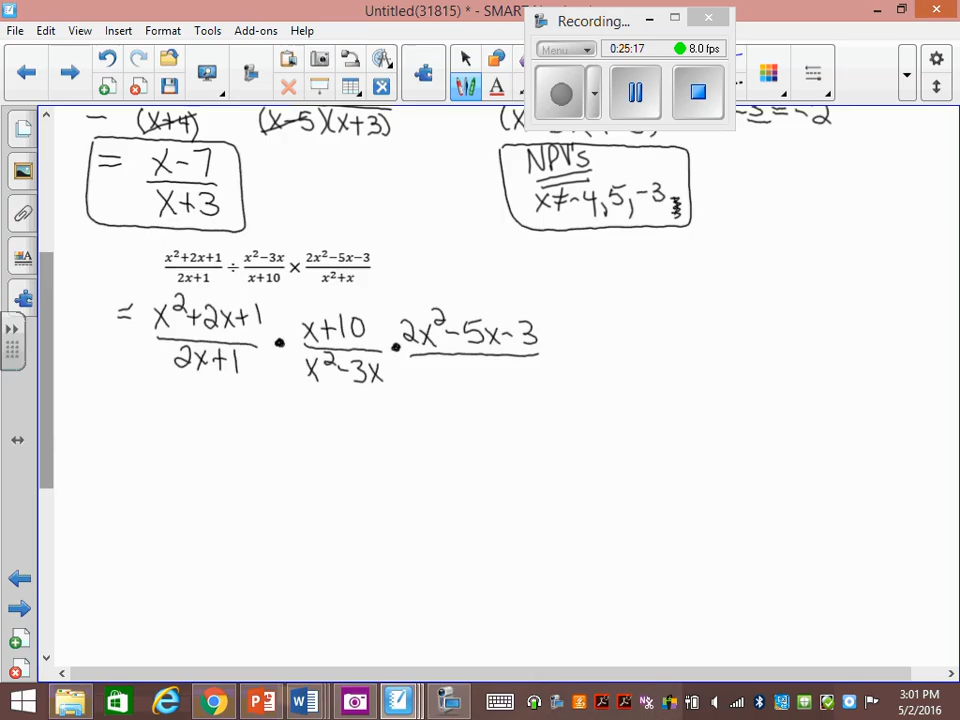 Untitled(31815) * - SM
Recording...
File Edit View Insert Format Tools Add-ons Help
Menu 0:25:17 8.0 fps
(x+4) (x-5)(x+3)
= x-7 / x+3
NPV's
x≠-4,5,-3
x²+2x+1 / 2x+1 ÷ x²-3x / x+10 × 2x²-5x-3 / x²+x
= x²+2x+1 / 2x+1 • x+10 / x²-3x • 2x²-5x-3
3:01 PM
5/2/2016